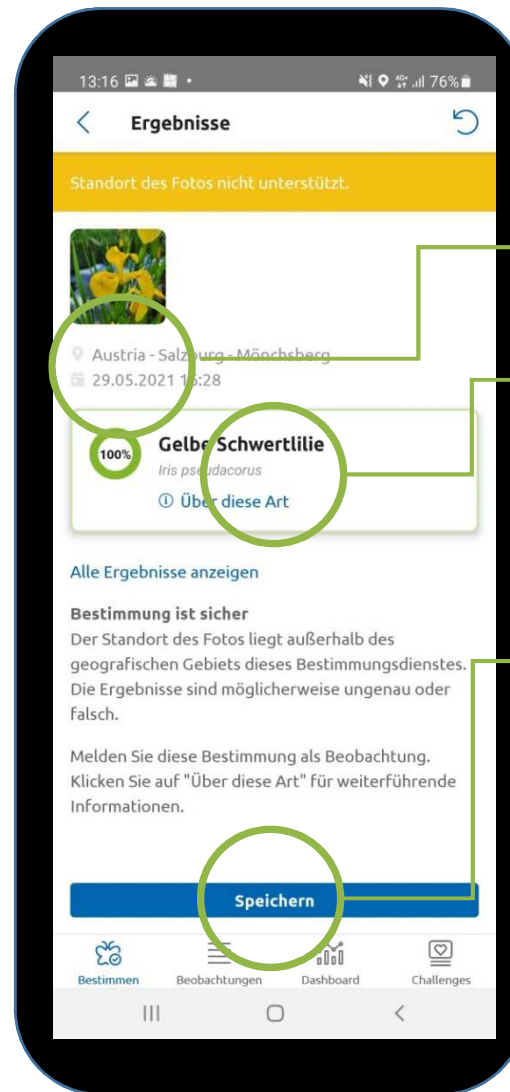 13:16 76%
Ergebnisse
Standort des Fotos nicht unterstützt.
Austria - Salzburg - Mönchsberg
29.05.2021 16:28
100%
Gelbe Schwertlilie
Iris pseudacorus
Über diese Art
Alle Ergebnisse anzeigen
Bestimmung ist sicher
Der Standort des Fotos liegt außerhalb des
geografischen Gebiets dieses Bestimmungsdienstes.
Die Ergebnisse sind möglicherweise ungenau oder
falsch.
Melden Sie diese Bestimmung als Beobachtung.
Klicken Sie auf "Über diese Art" für weiterführende
Informationen.
Speichern
Bestimmen Beobachtungen Dashboard Challenges